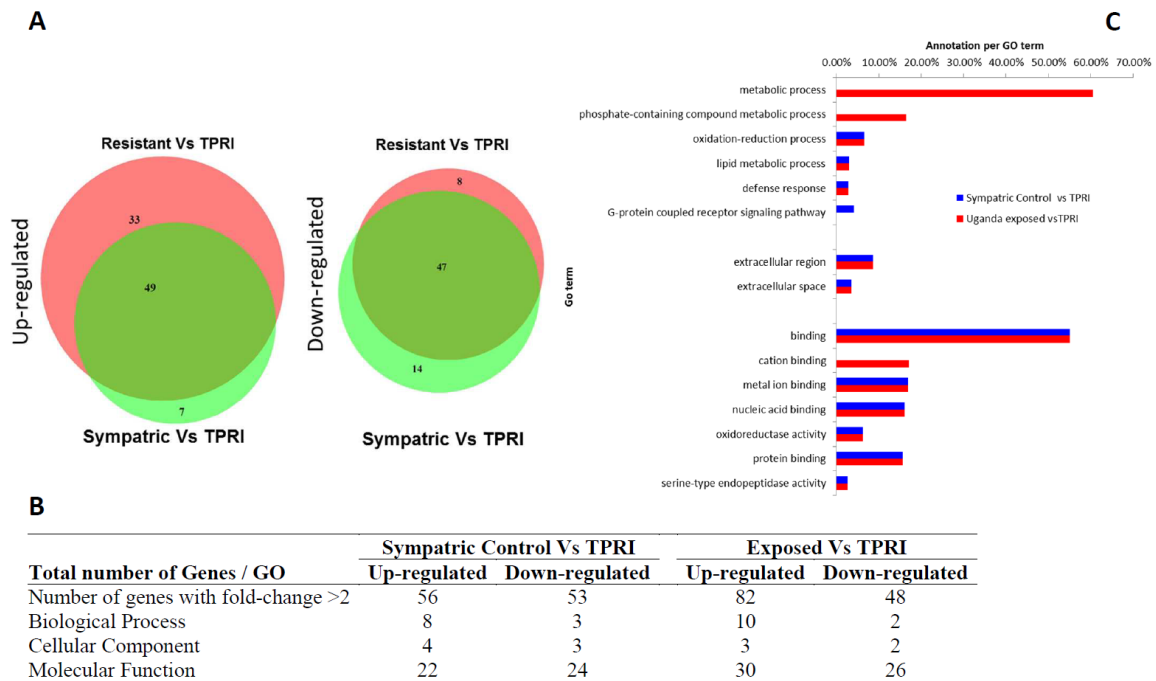 A
Resistant Vs TPRI
33
49
7
Up-regulated
Sympatric Vs TPRI
Resistant Vs TPRI
8
47
14
Down-regulated
Sympatric Vs TPRI
C
Annotation per GO term
0.00% 10.00% 20.00% 30.00% 40.00% 50.00% 60.00% 70.00%
metabolic process
phosphate-containing compound metabolic process
oxidation-reduction process
lipid metabolic process
defense response
G-protein coupled receptor signaling pathway
extracellular region
extracellular space
binding
cation binding
metal ion binding
nucleic acid binding
oxidoreductase activity
protein binding
serine-type endopeptidase activity
Go term
Sympatric Control vs TPRI
Uganda exposed vsTPRI
B
Sympatric Control Vs TPRI Exposed Vs TPRI
Total number of Genes / GO Up-regulated Down-regulated Up-regulated Down-regulated
Number of genes with fold-change >2 56 53 82 48
Biological Process 8 3 10 2
Cellular Component 4 3 3 2
Molecular Function 22 24 30 26